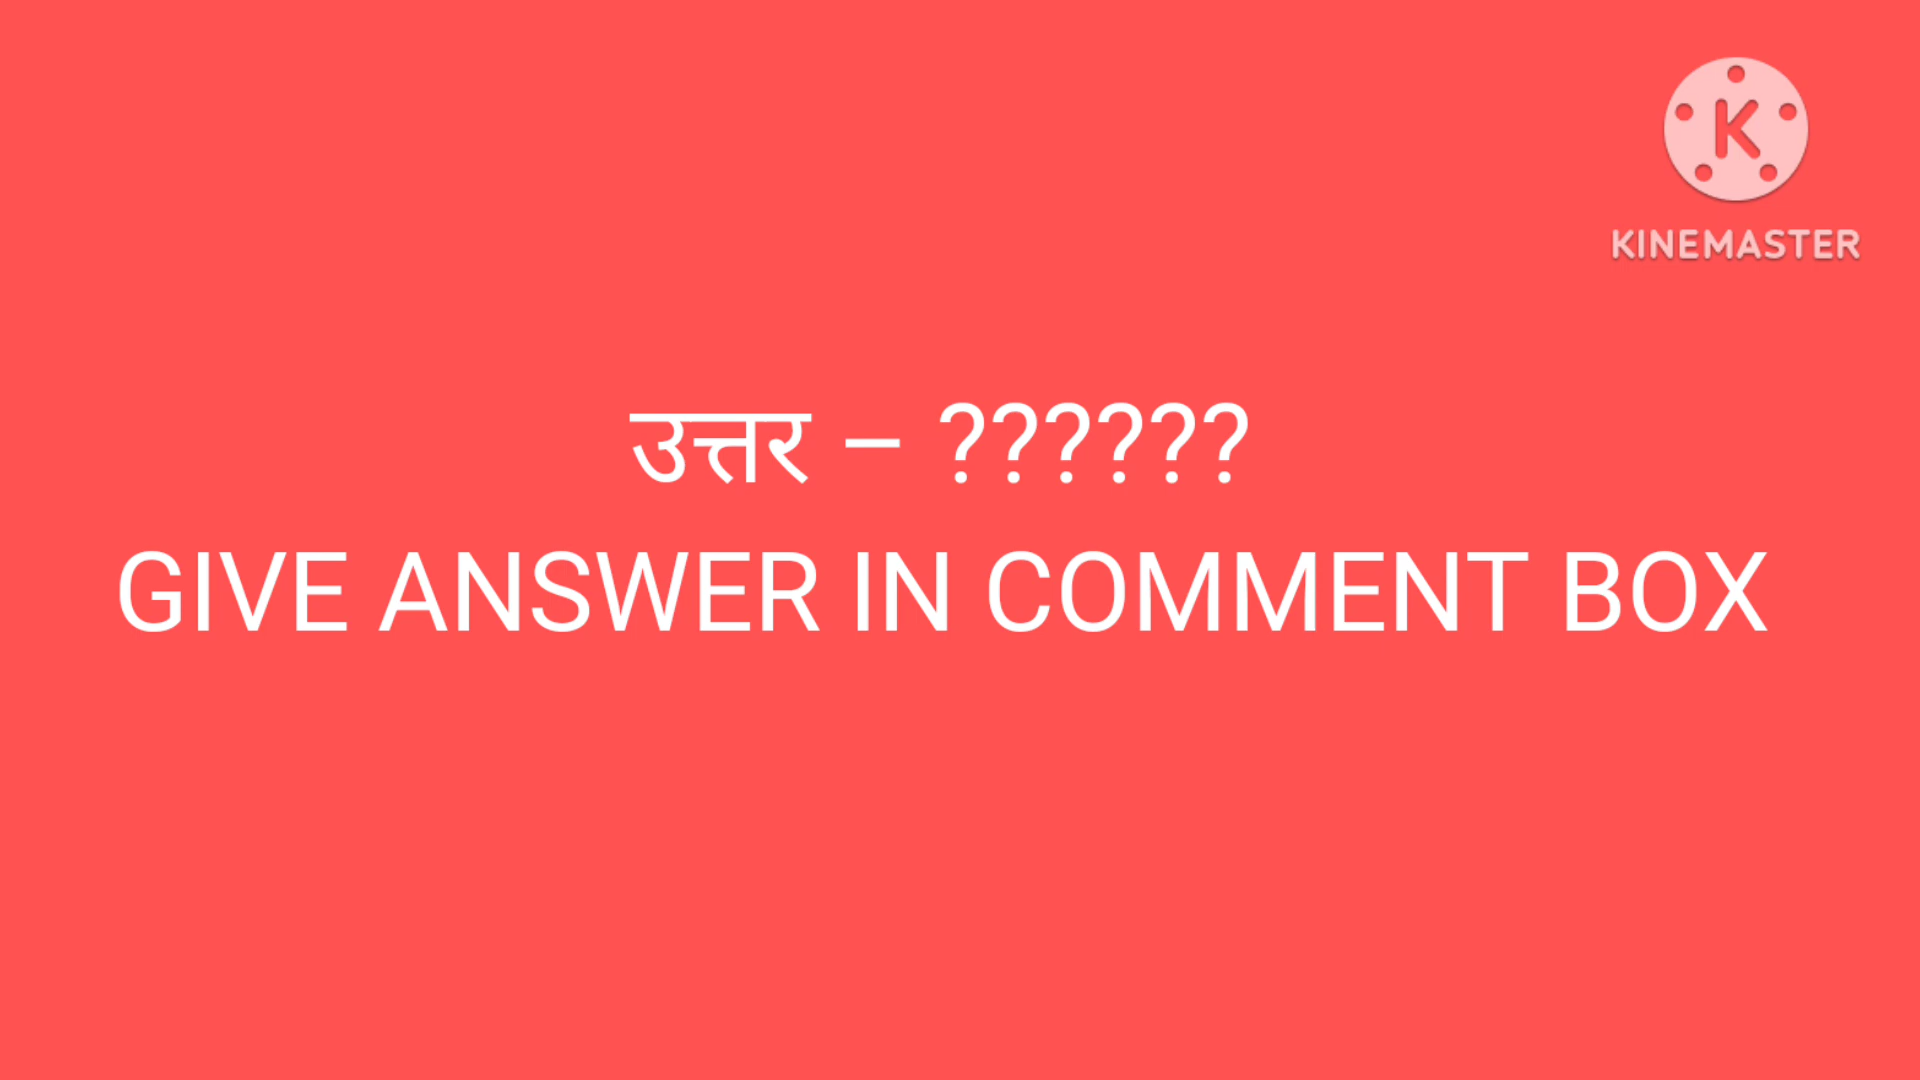 K
KINEMASTER
उत्तर – ??????
GIVE ANSWER IN COMMENT BOX